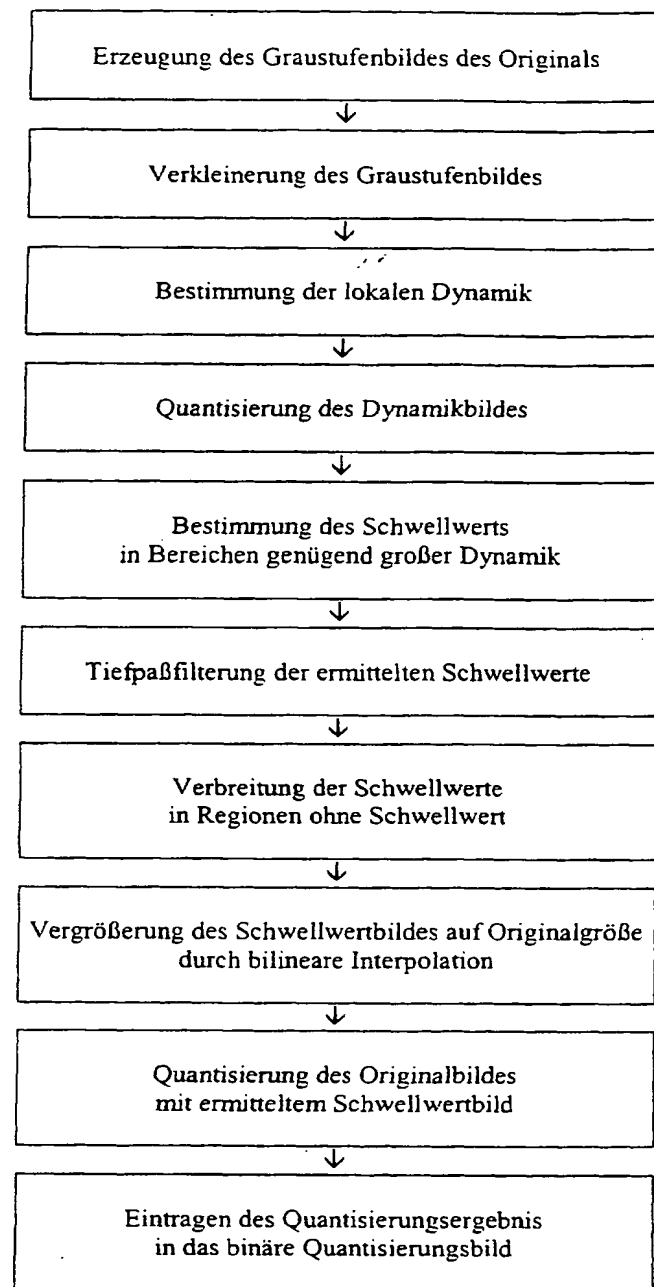 Erzeugung des Graustufenbildes des Originals
Verkleinerung des Graustufenbildes
Bestimmung der lokalen Dynamik
Quantisierung des Dynamikbildes
Bestimmung des Schwellwerts
in Bereichen genügend großer Dynamik
Tiefpaßfilterung der ermittelten Schwellwerte
Verbreitung der Schwellwerte
in Regionen ohne Schwellwert
Vergrößerung des Schwellwertbildes auf Originalgröße
durch bilineare Interpolation
Quantisierung des Originalbildes
mit ermitteltem Schwellwertbild
Eintragen des Quantisierungsergebnis
in das binäre Quantisierungsbild